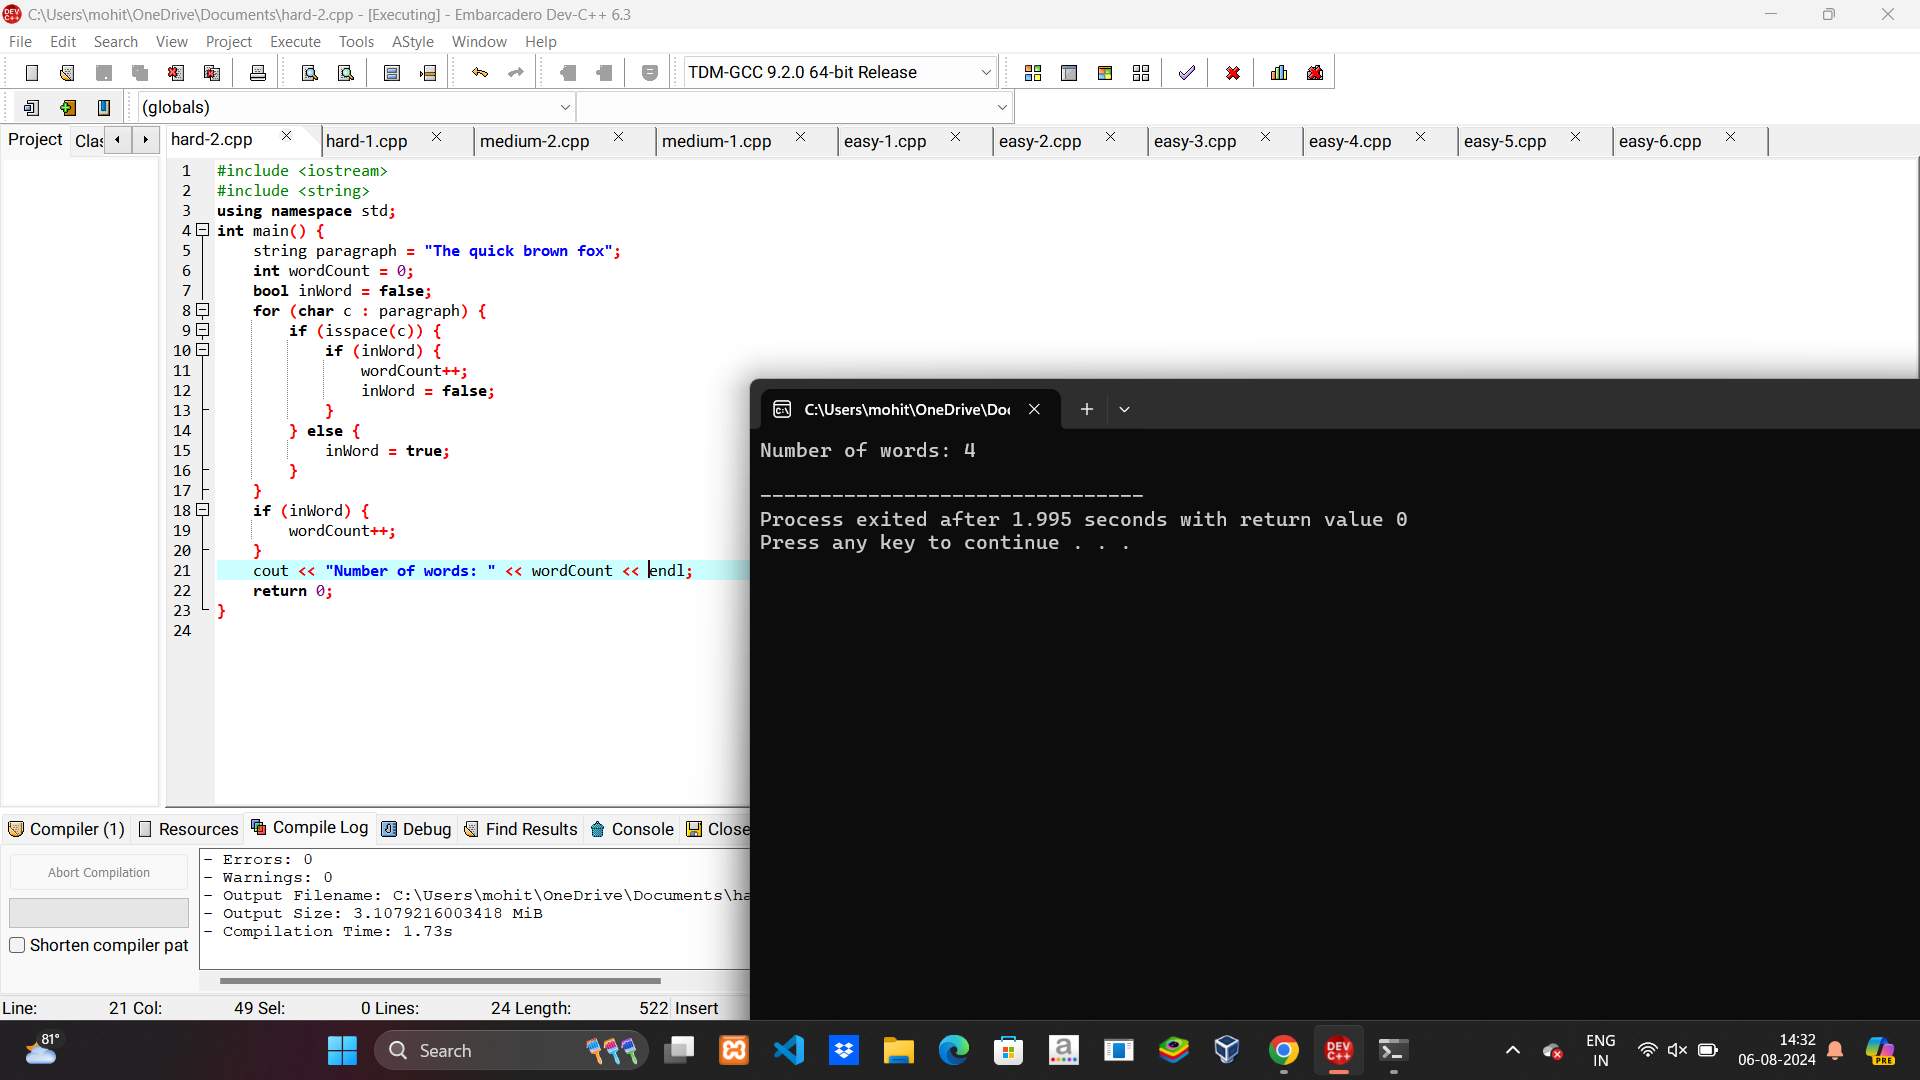 C:\Users\mohit\OneDrive\Documents\hard-2.cpp - [Executing] - Embarcadero Dev-C++ 6.3
File Edit Search View Project Execute Tools AStyle Window Help
TDM-GCC 9.2.0 64-bit Release
(globals)
Project Clas hard-2.cpp hard-1.cpp medium-2.cpp medium-1.cpp easy-1.cpp easy-2.cpp easy-3.cpp easy-4.cpp easy-5.cpp easy-6.cpp
1 #include <iostream>
2 #include <string>
3 using namespace std;
4 int main() {
5 string paragraph = "The quick brown fox";
6 int wordCount = 0;
7 bool inWord = false;
8 for (char c : paragraph) {
9 if (isspace(c)) {
10 if (inWord) {
11 wordCount++;
12 inWord = false;
13 }
14 } else {
15 inWord = true;
16 }
17 }
18 if (inWord) {
19 wordCount++;
20 }
21 cout << "Number of words: " << wordCount << endl;
22 return 0;
23 }
24
C:\Users\mohit\OneDrive\Doc
Number of words: 4
--------------------------------
Process exited after 1.995 seconds with return value 0
Press any key to continue . . .
Compiler (1) Resources Compile Log Debug Find Results Console Close
Abort Compilation
Shorten compiler pat
- Errors: 0
- Warnings: 0
- Output Filename: C:\Users\mohit\OneDrive\Documents\ha
- Output Size: 3.1079216003418 MiB
- Compilation Time: 1.73s
Line: 21 Col: 49 Sel: 0 Lines: 24 Length: 522 Insert
81°
Search
DEV C++
ENG
IN
14:32
06-08-2024
PRE